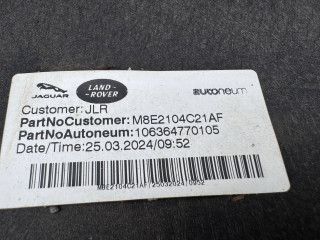 JAGUAR
LAND-
ROVER
autoneum
Customer:JLR
PartNoCustomer:M8E2104C21AF
PartNoAutoneum:106364770105
Date/Time:25.03.2024/09:52
M8E2104C21AF/25032024/0952